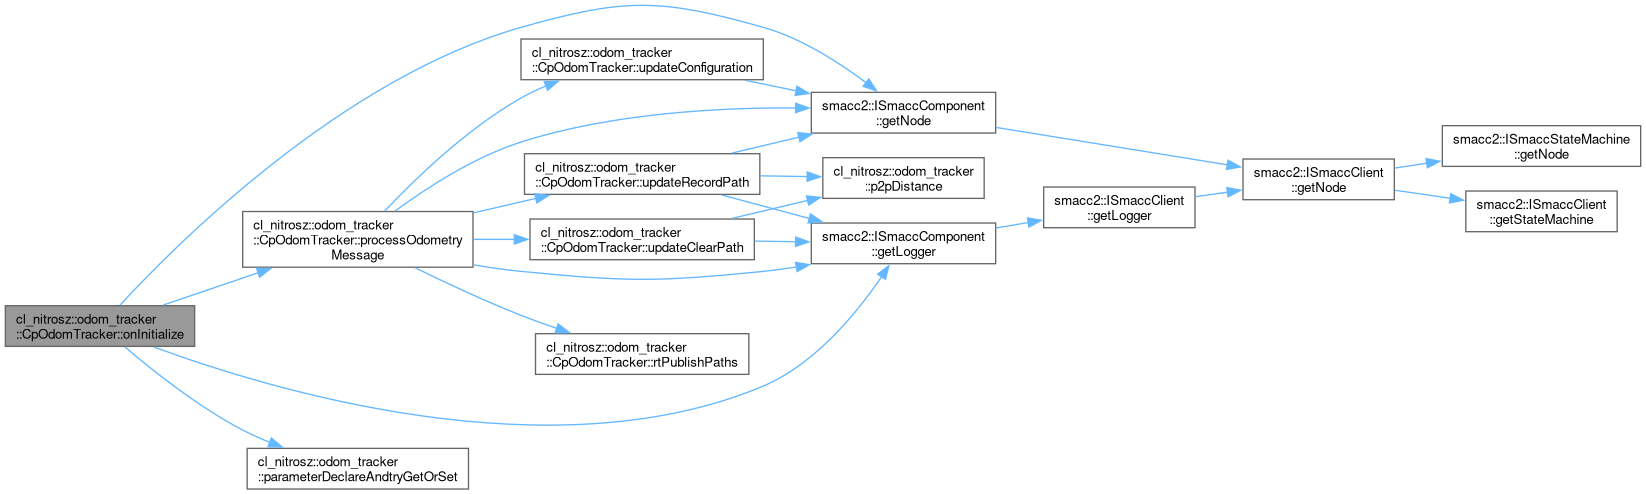 cl_nitrosz::odom_tracker
::CpOdomTracker::onInitialize
cl_nitrosz::odom_tracker
::CpOdomTracker::processOdometry
Message
cl_nitrosz::odom_tracker
::parameterDeclareAndtryGetOrSet
cl_nitrosz::odom_tracker
::CpOdomTracker::updateConfiguration
cl_nitrosz::odom_tracker
::CpOdomTracker::updateRecordPath
cl_nitrosz::odom_tracker
::CpOdomTracker::updateClearPath
cl_nitrosz::odom_tracker
::CpOdomTracker::rtPublishPaths
smacc2::ISmaccComponent
::getNode
cl_nitrosz::odom_tracker
::p2pDistance
smacc2::ISmaccComponent
::getLogger
smacc2::ISmaccClient
::getLogger
smacc2::ISmaccClient
::getNode
smacc2::ISmaccStateMachine
::getNode
smacc2::ISmaccClient
::getStateMachine